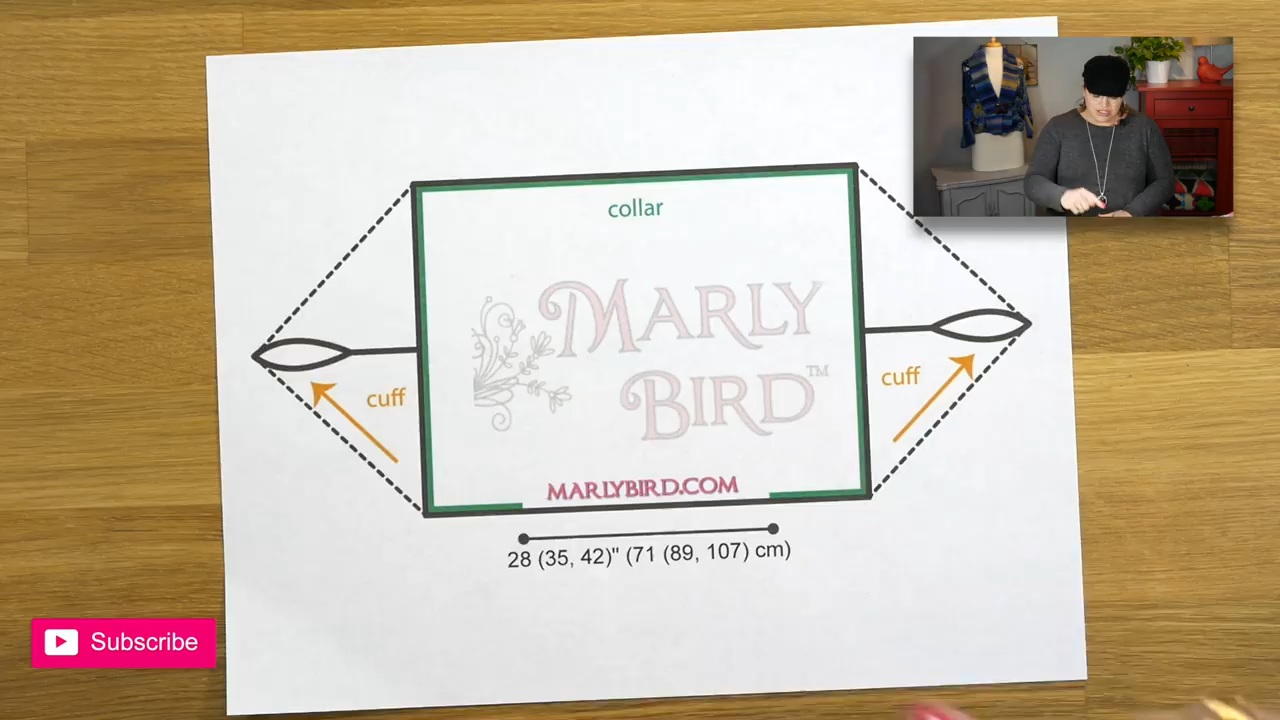 collar
MARLY
BIRD™
cuff
cuff
MARLYBIRD.COM
28 (35, 42)" (71 (89, 107) cm)
Subscribe